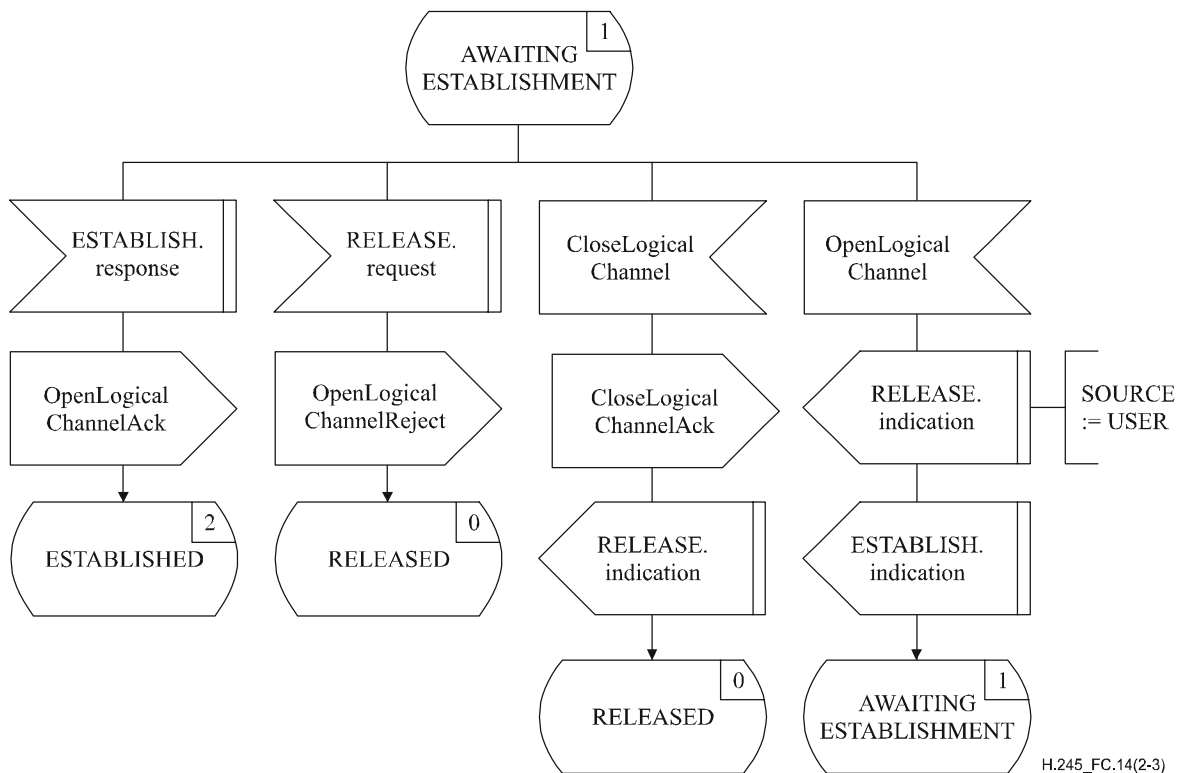 1
AWAITING
ESTABLISHMENT
ESTABLISH.
response
RELEASE.
request
CloseLogical
Channel
OpenLogical
Channel
OpenLogical
ChannelAck
OpenLogical
ChannelReject
CloseLogical
ChannelAck
RELEASE.
indication
SOURCE
:= USER
2
ESTABLISHED
0
RELEASED
RELEASE.
indication
ESTABLISH.
indication
0
RELEASED
1
AWAITING
ESTABLISHMENT
H.245_FC.14(2-3)